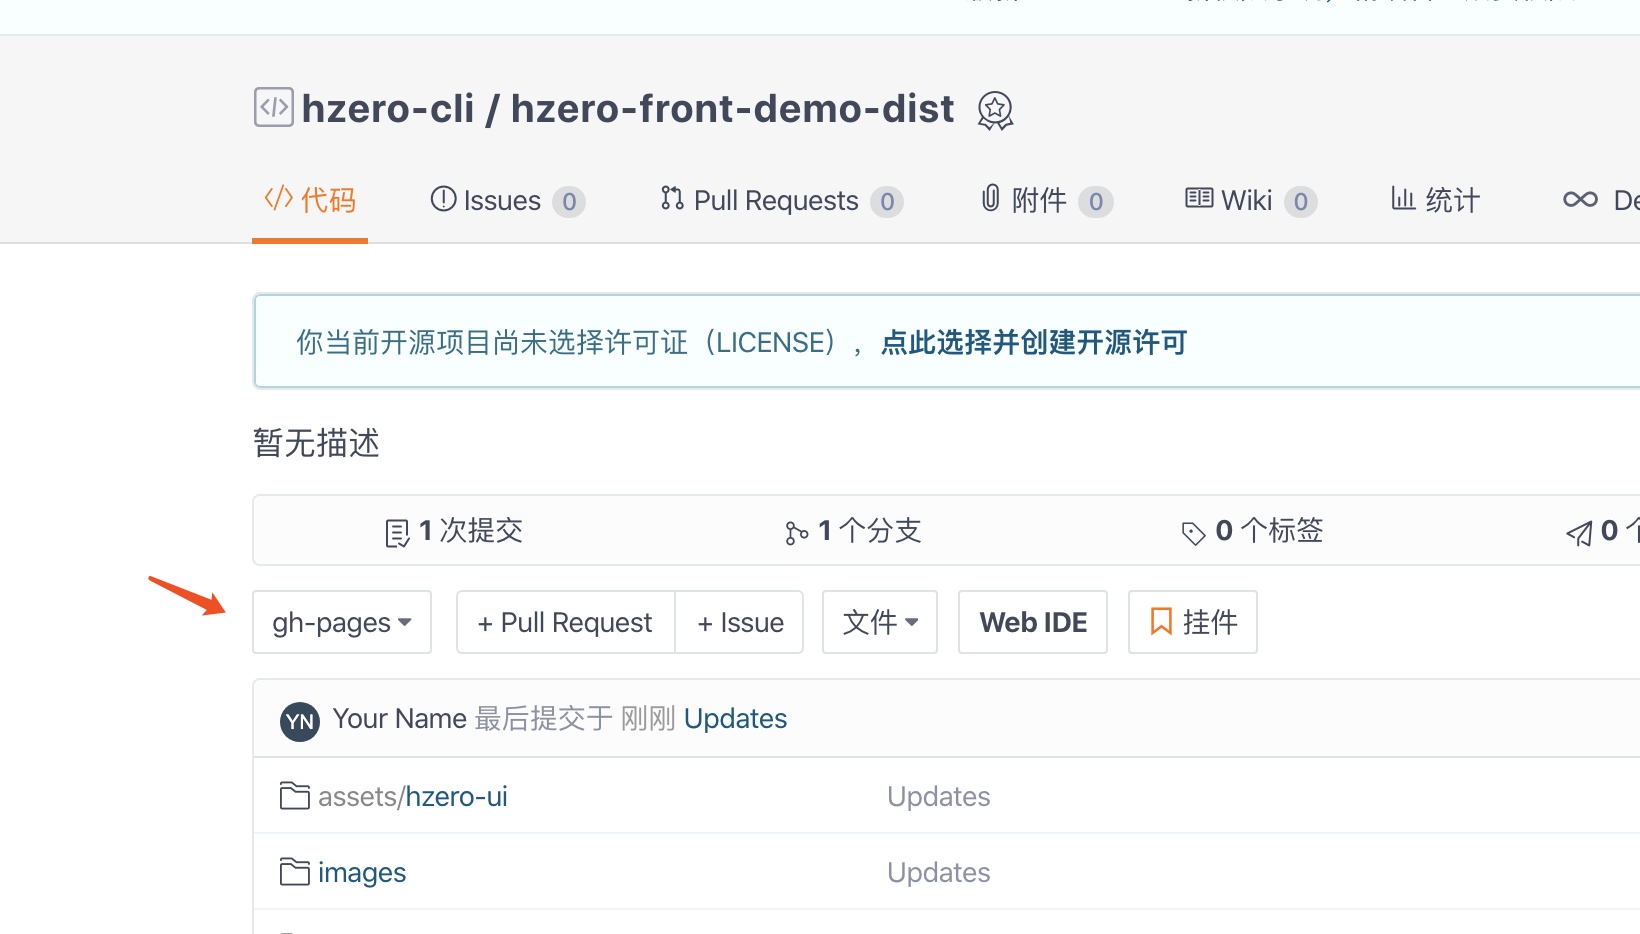 hzero-cli / hzero-front-demo-dist
代码 Issues 0 Pull Requests 0 附件 0 Wiki 0 统计
你当前开源项目尚未选择许可证（LICENSE），点此选择并创建开源许可
暂无描述
1 次提交 1 个分支 0 个标签 0
gh-pages + Pull Request + Issue 文件 Web IDE 挂件
YN Your Name 最后提交于 刚刚 Updates
assets/hzero-ui Updates
images Updates